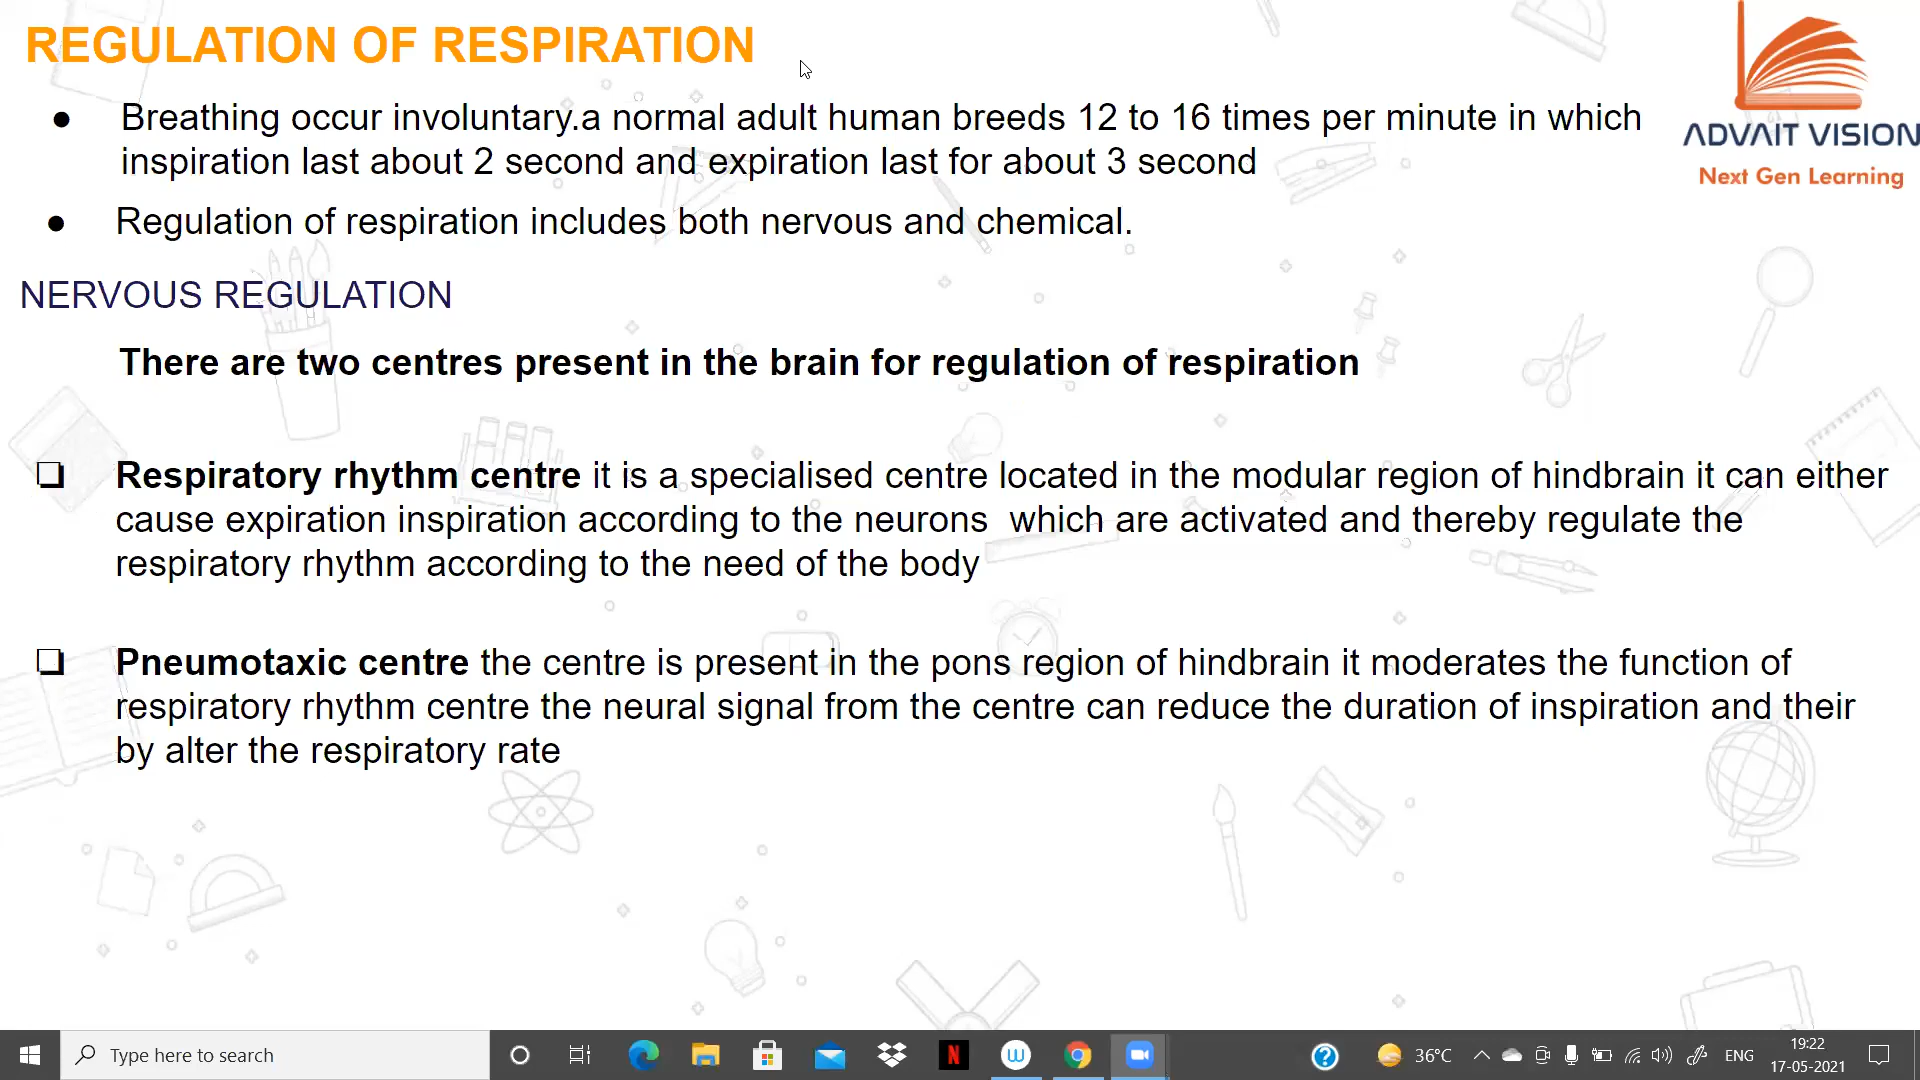 REGULATION OF RESPIRATION
● Breathing occur involuntary.a normal adult human breeds 12 to 16 times per minute in which
inspiration last about 2 second and expiration last for about 3 second
● Regulation of respiration includes both nervous and chemical.
NERVOUS REGULATION
There are two centres present in the brain for regulation of respiration
❏ Respiratory rhythm centre it is a specialised centre located in the modular region of hindbrain it can either
cause expiration inspiration according to the neurons which are activated and thereby regulate the
respiratory rhythm according to the need of the body
❏ Pneumotaxic centre the centre is present in the pons region of hindbrain it moderates the function of
respiratory rhythm centre the neural signal from the centre can reduce the duration of inspiration and their
by alter the respiratory rate
ADVAIT VISION
Next Gen Learning
Type here to search
N
W
?
36°C
ENG
19:22
17-05-2021